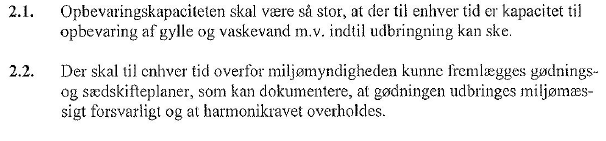 2.1. Opbevaringskapaciteten skal være så stor, at der til enhver tid er kapacitet til
opbevaring af gylle og vaskevand m.v. indtil udbringning kan ske.
2.2. Der skal til enhver tid overfor miljømyndigheden kunne fremlægges gødnings-
og sædskifteplaner, som kan dokumentere, at gødningen udbringes miljømæs-
sigt forsvarligt og at harmonikravet overholdes.